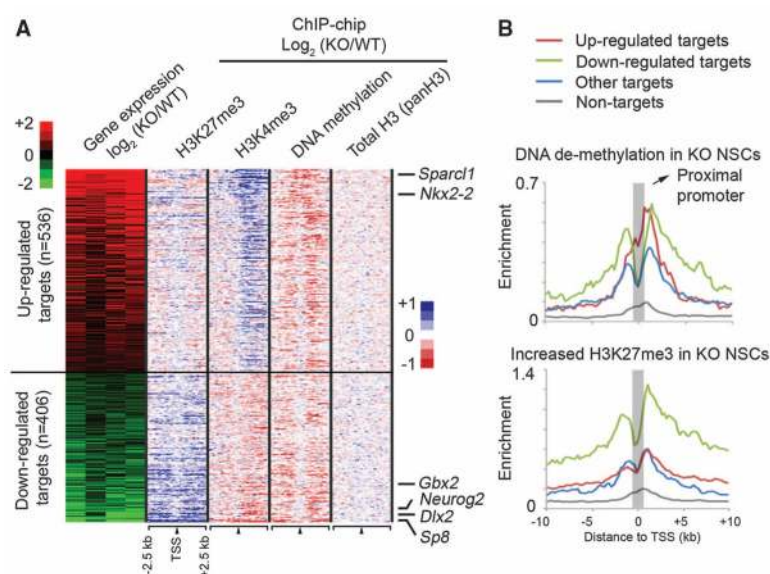 A
ChIP-chip
Log2 (KO/WT)
Gene expression
log2 (KO/WT)
H3K27me3
H3K4me3
DNA methylation
Total H3 (panH3)
+2
0
-2
Up-regulated
targets (n=536)
Down-regulated
targets (n=406)
Sparcl1
Nkx2-2
+1
0
-1
Gbx2
Neurog2
Dlx2
Sp8
-2.5 kb
TSS
+2.5 kb
B
Up-regulated targets
Down-regulated targets
Other targets
Non-targets
DNA de-methylation in KO NSCs
0.7
Proximal
promoter
Enrichment
0
Increased H3K27me3 in KO NSCs
1.4
Enrichment
0
-10 -5 0 +5 +10
Distance to TSS (kb)